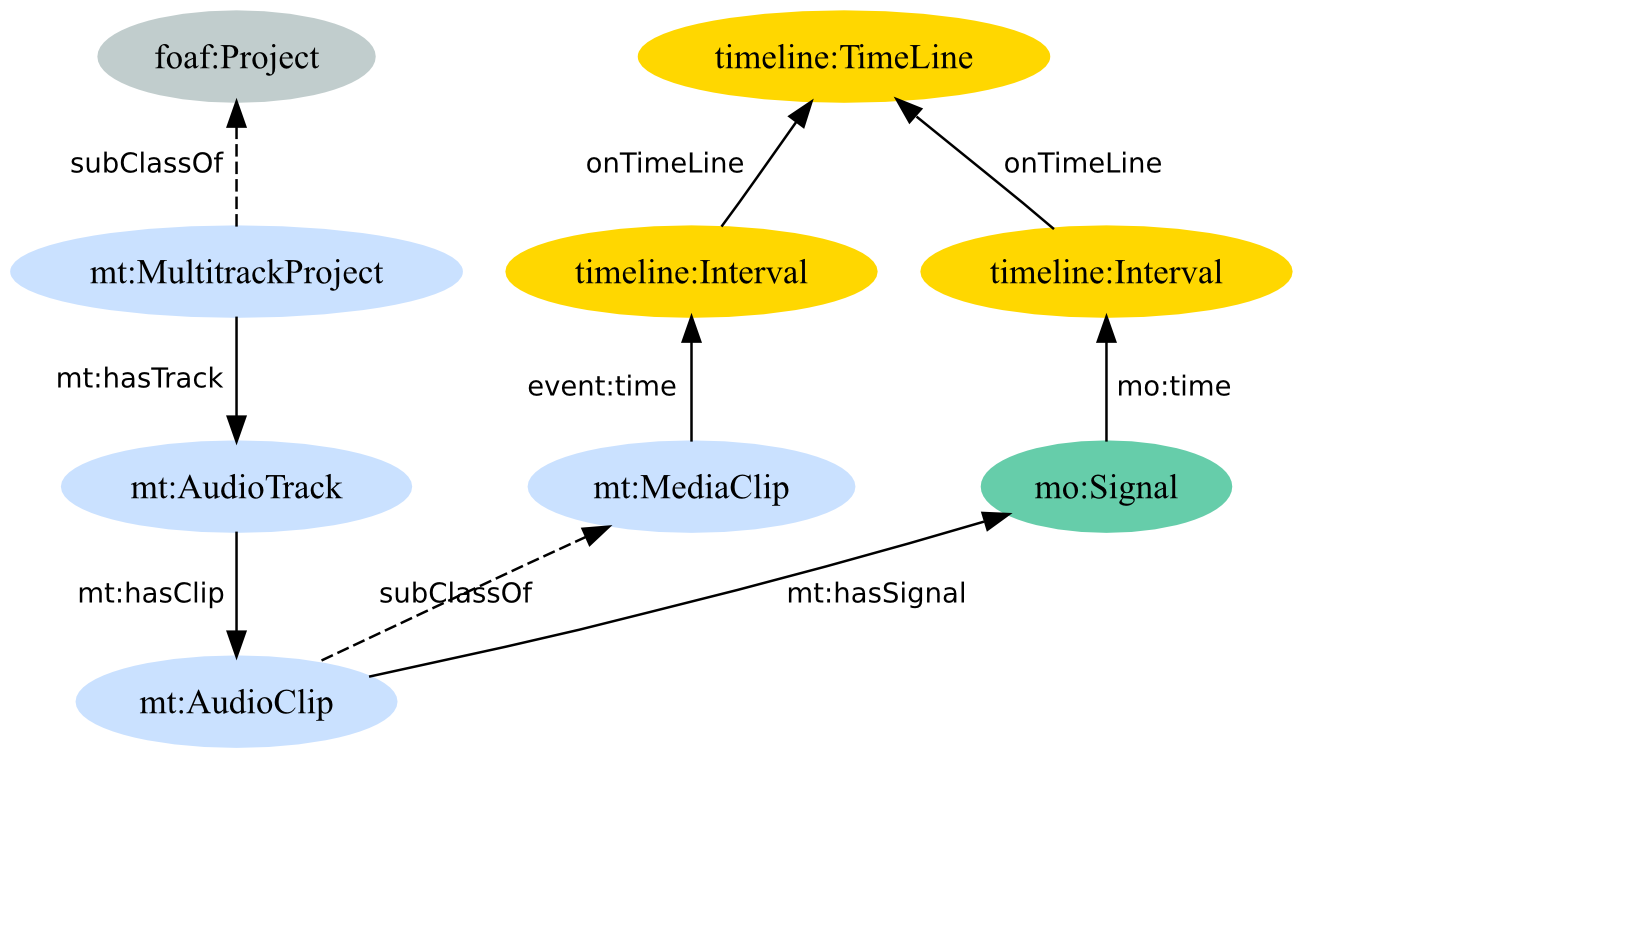 foaf:Project
timeline:TimeLine
subClassOf
onTimeLine
onTimeLine
mt:MultitrackProject
timeline:Interval
timeline:Interval
mt:hasTrack
event:time
mo:time
mt:AudioTrack
mt:MediaClip
mo:Signal
mt:hasClip
subClassOf
mt:hasSignal
mt:AudioClip